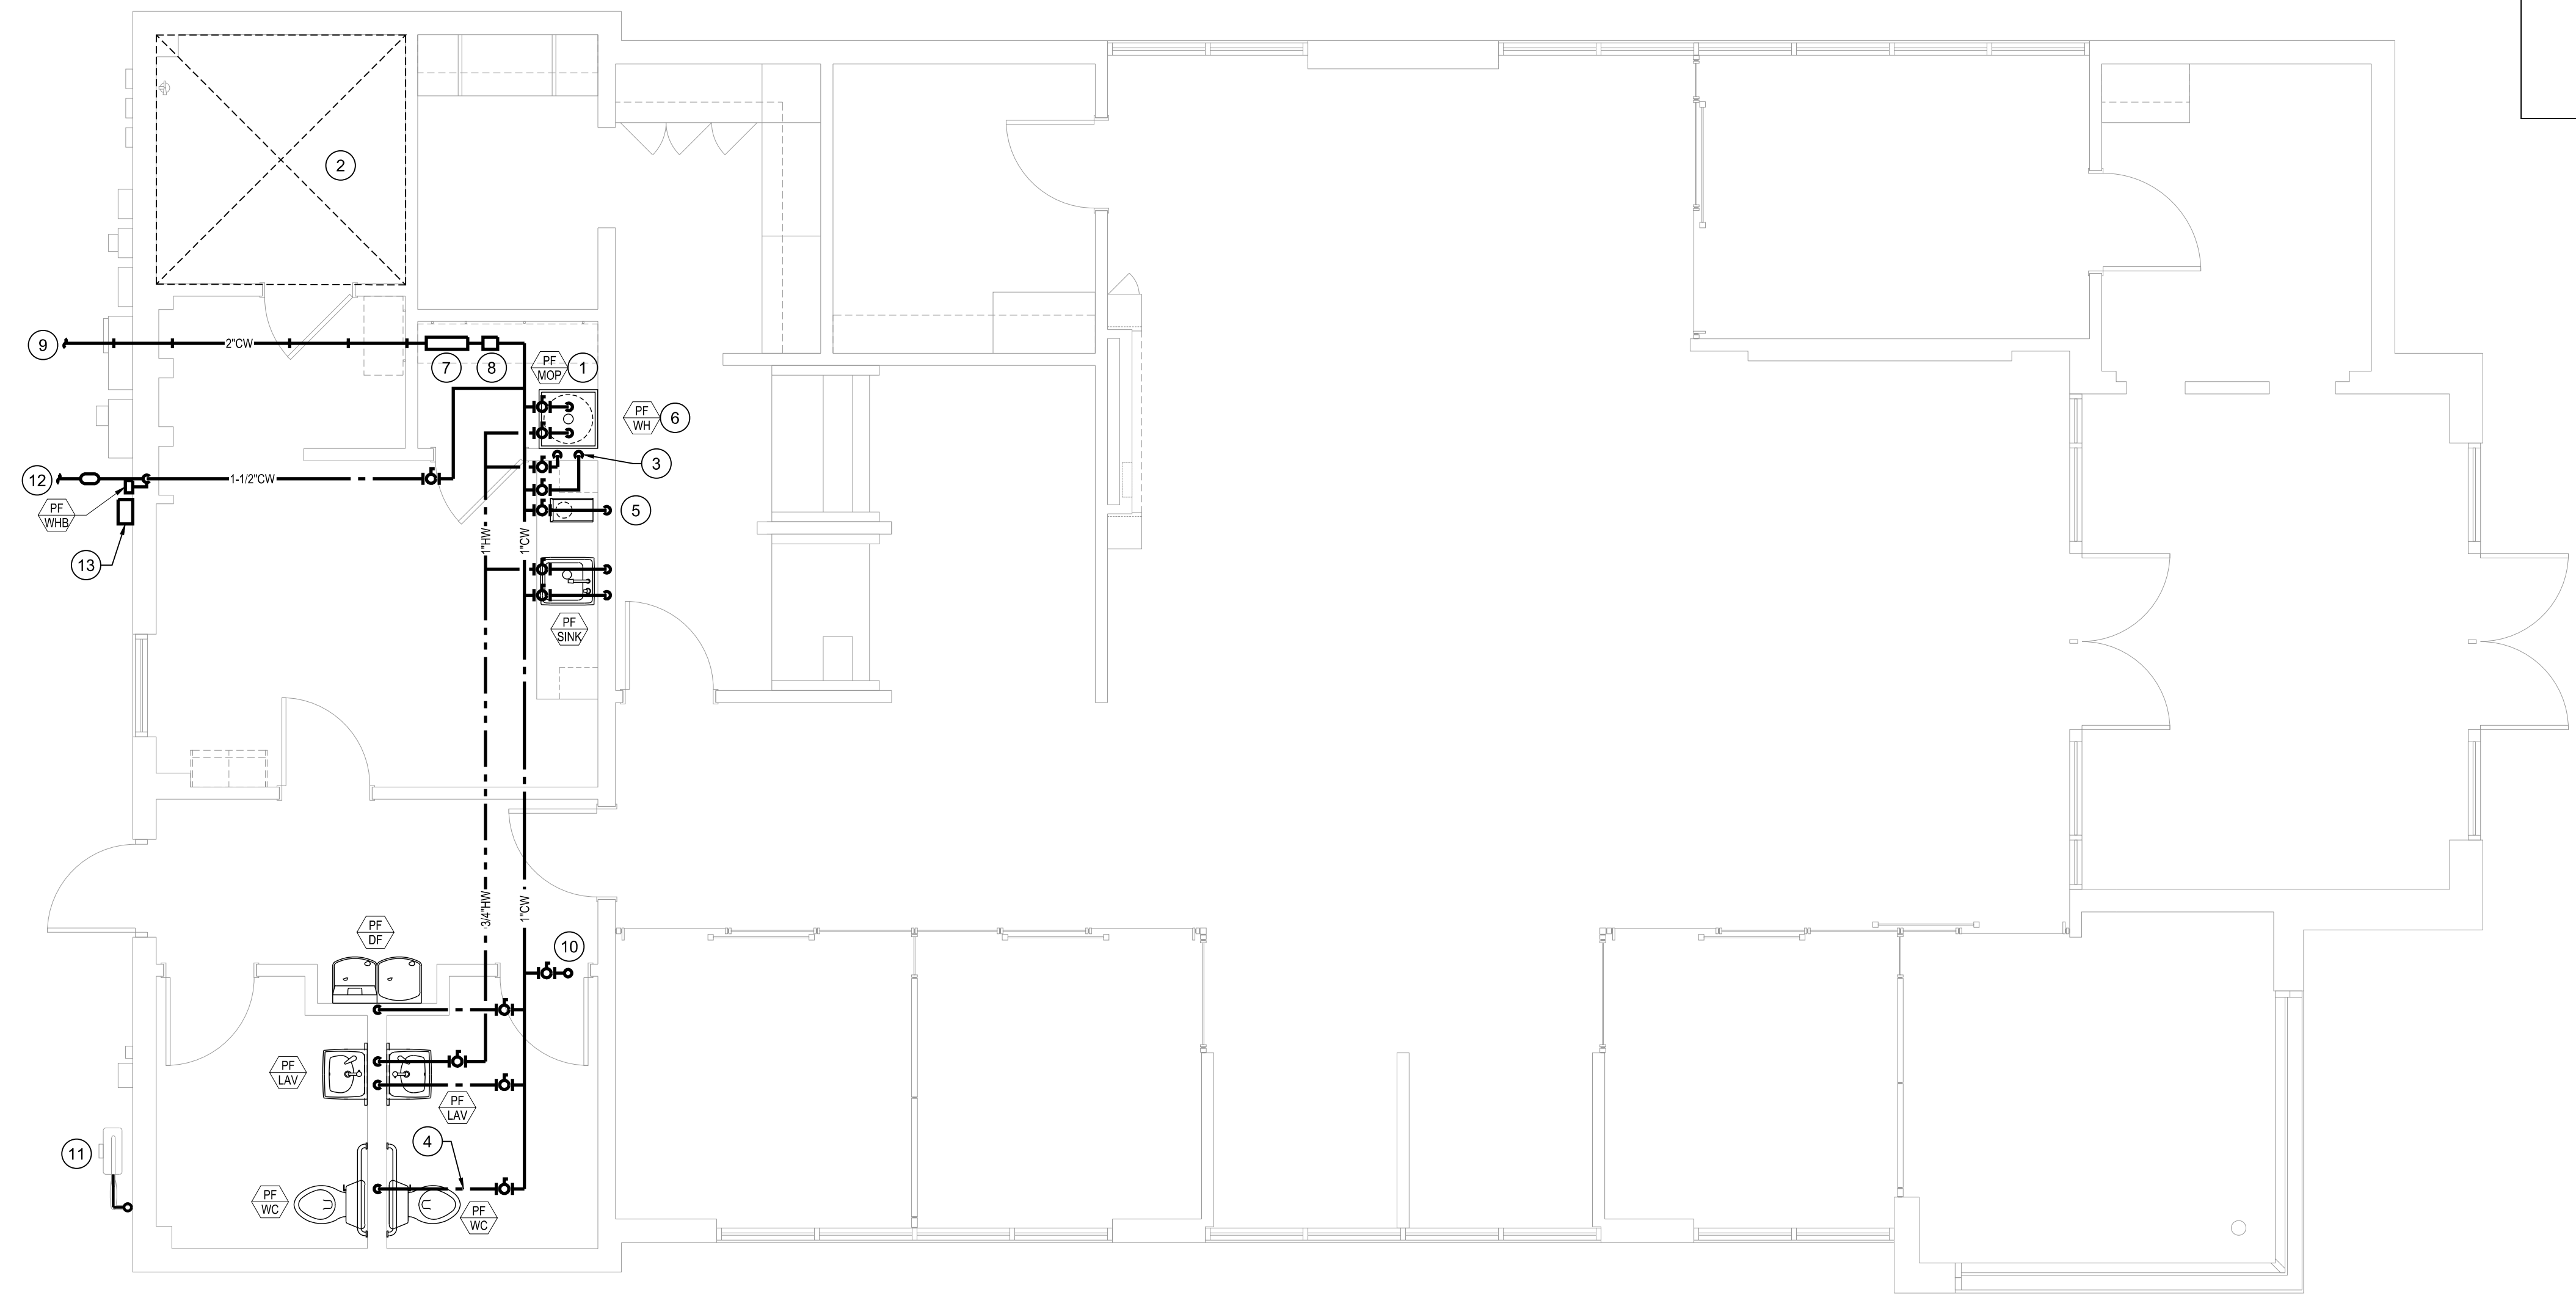 2
9
2"CW
7
8
PF
MOP
1
PF
WH
6
3
12
1-1/2"CW
PF
WHB
13
5
1"HW
1"CW
PF
SINK
3/4"HW
1"CW
PF
DF
10
PF
LAV
PF
LAV
4
11
PF
WC
PF
WC